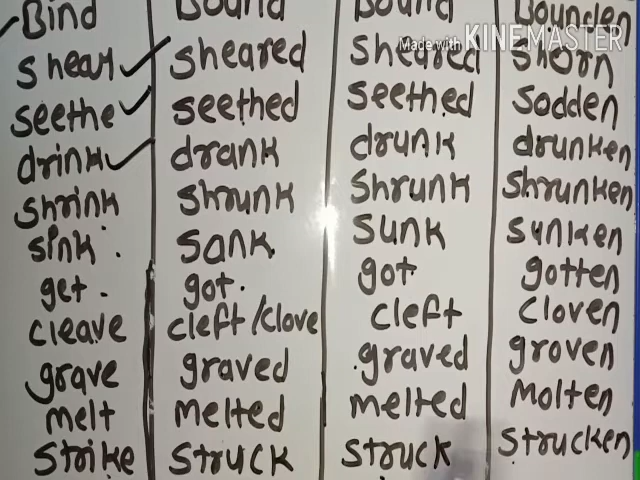 Bind Bound Bound Bounden
Made with KINEMASTER
shear sheared sheared shorn
seethe seethed seethed sodden
drink drank drunk drunken
shrink shrunk shrunk shrunken
sink sank sunk sunken
get got got gotten
cleave cleft/clove cleft cloven
grave graved graved groven
melt melted melted molten
strike struck struck strucken